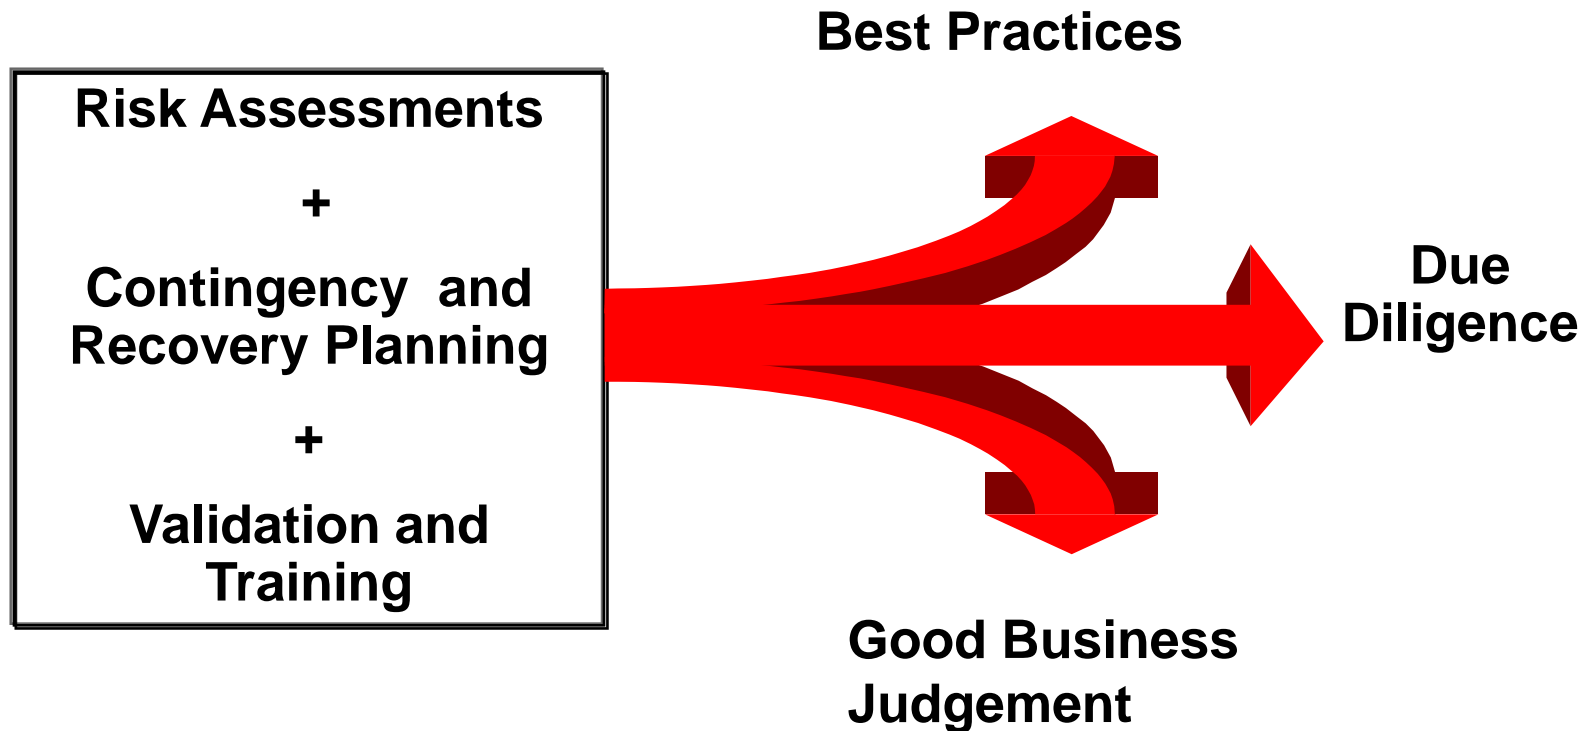 Best Practices
Risk Assessments
+
Contingency and
Recovery Planning
+
Validation and
Training
Due
Diligence
Good Business
Judgement